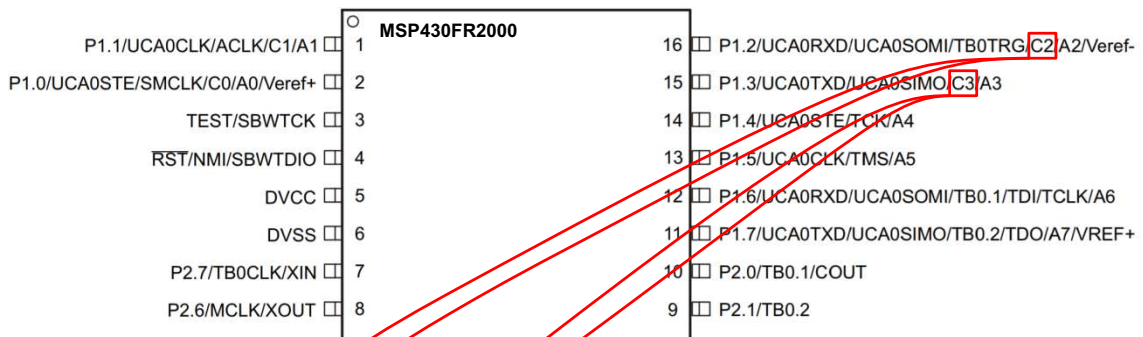 MSP430FR2000
P1.1/UCA0CLK/ACLK/C1/A1 1 16 P1.2/UCA0RXD/UCA0SOMI/TB0TRG/C2/A2/Veref-
P1.0/UCA0STE/SMCLK/C0/A0/Veref+ 2 15 P1.3/UCA0TXD/UCA0SIMO/C3/A3
TEST/SBWTCK 3 14 P1.4/UCA0STE/TCK/A4
RST/NMI/SBWTDIO 4 13 P1.5/UCA0CLK/TMS/A5
DVCC 5 12 P1.6/UCA0RXD/UCA0SOMI/TB0.1/TDI/TCLK/A6
DVSS 6 11 P1.7/UCA0TXD/UCA0SIMO/TB0.2/TDO/A7/VREF+
P2.7/TB0CLK/XIN 7 10 P2.0/TB0.1/COUT
P2.6/MCLK/XOUT 8 9 P2.1/TB0.2